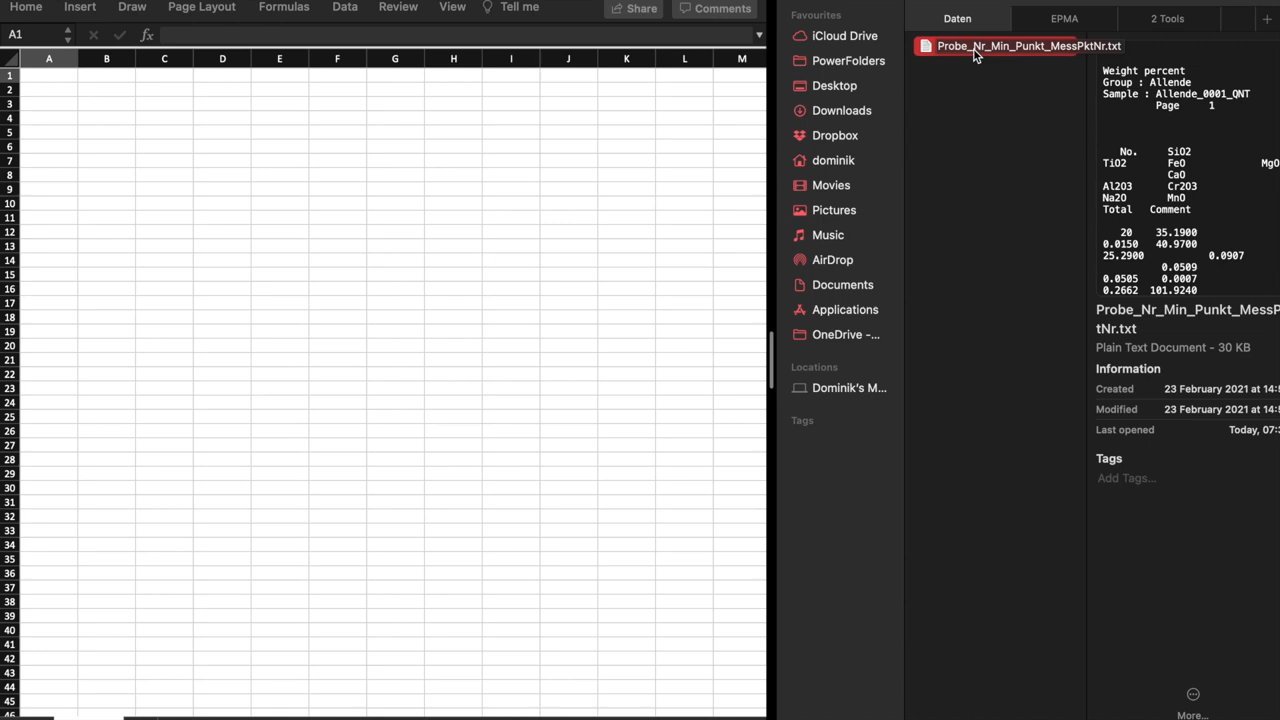 Home Insert Draw Page Layout Formulas Data Review View Tell me Share Comments
A1 fx
A B C D E F G H I J K L M
1
2
3
4
5
6
7
8
9
10
11
12
13
14
15
16
17
18
19
20
21
22
23
24
25
26
27
28
29
30
31
32
33
34
35
36
37
38
39
40
41
42
43
44
45
Favourites
iCloud Drive
PowerFolders
Desktop
Downloads
Dropbox
dominik
Movies
Pictures
Music
AirDrop
Documents
Applications
OneDrive -...
Locations
Dominik's M...
Tags
Daten EPMA 2 Tools +
Probe_Nr_Min_Punkt_MessPktNr.txt
Weight percent
Group : Allende
Sample : Allende_0001_QNT
Page 1
No. SiO2
TiO2 FeO MgO
CaO
Al2O3 Cr2O3
Na2O MnO
Total Comment
20 35.1900
0.0150 40.9700
25.2900 0.0907
0.0509
0.0505 0.0007
0.2662 101.9240
Probe_Nr_Min_Punkt_MessP
tNr.txt
Plain Text Document - 30 KB
Information
Created 23 February 2021 at 14:5
Modified 23 February 2021 at 14:5
Last opened Today, 07:3
Tags
Add Tags...
More...